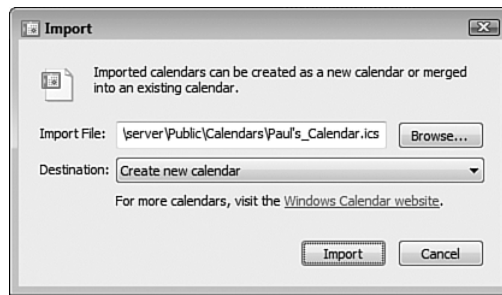 Import
Imported calendars can be created as a new calendar or merged
into an existing calendar.
Import File: \server\Public\Calendars\Paul's_Calendar.ics Browse...
Destination: Create new calendar
For more calendars, visit the Windows Calendar website.
Import Cancel